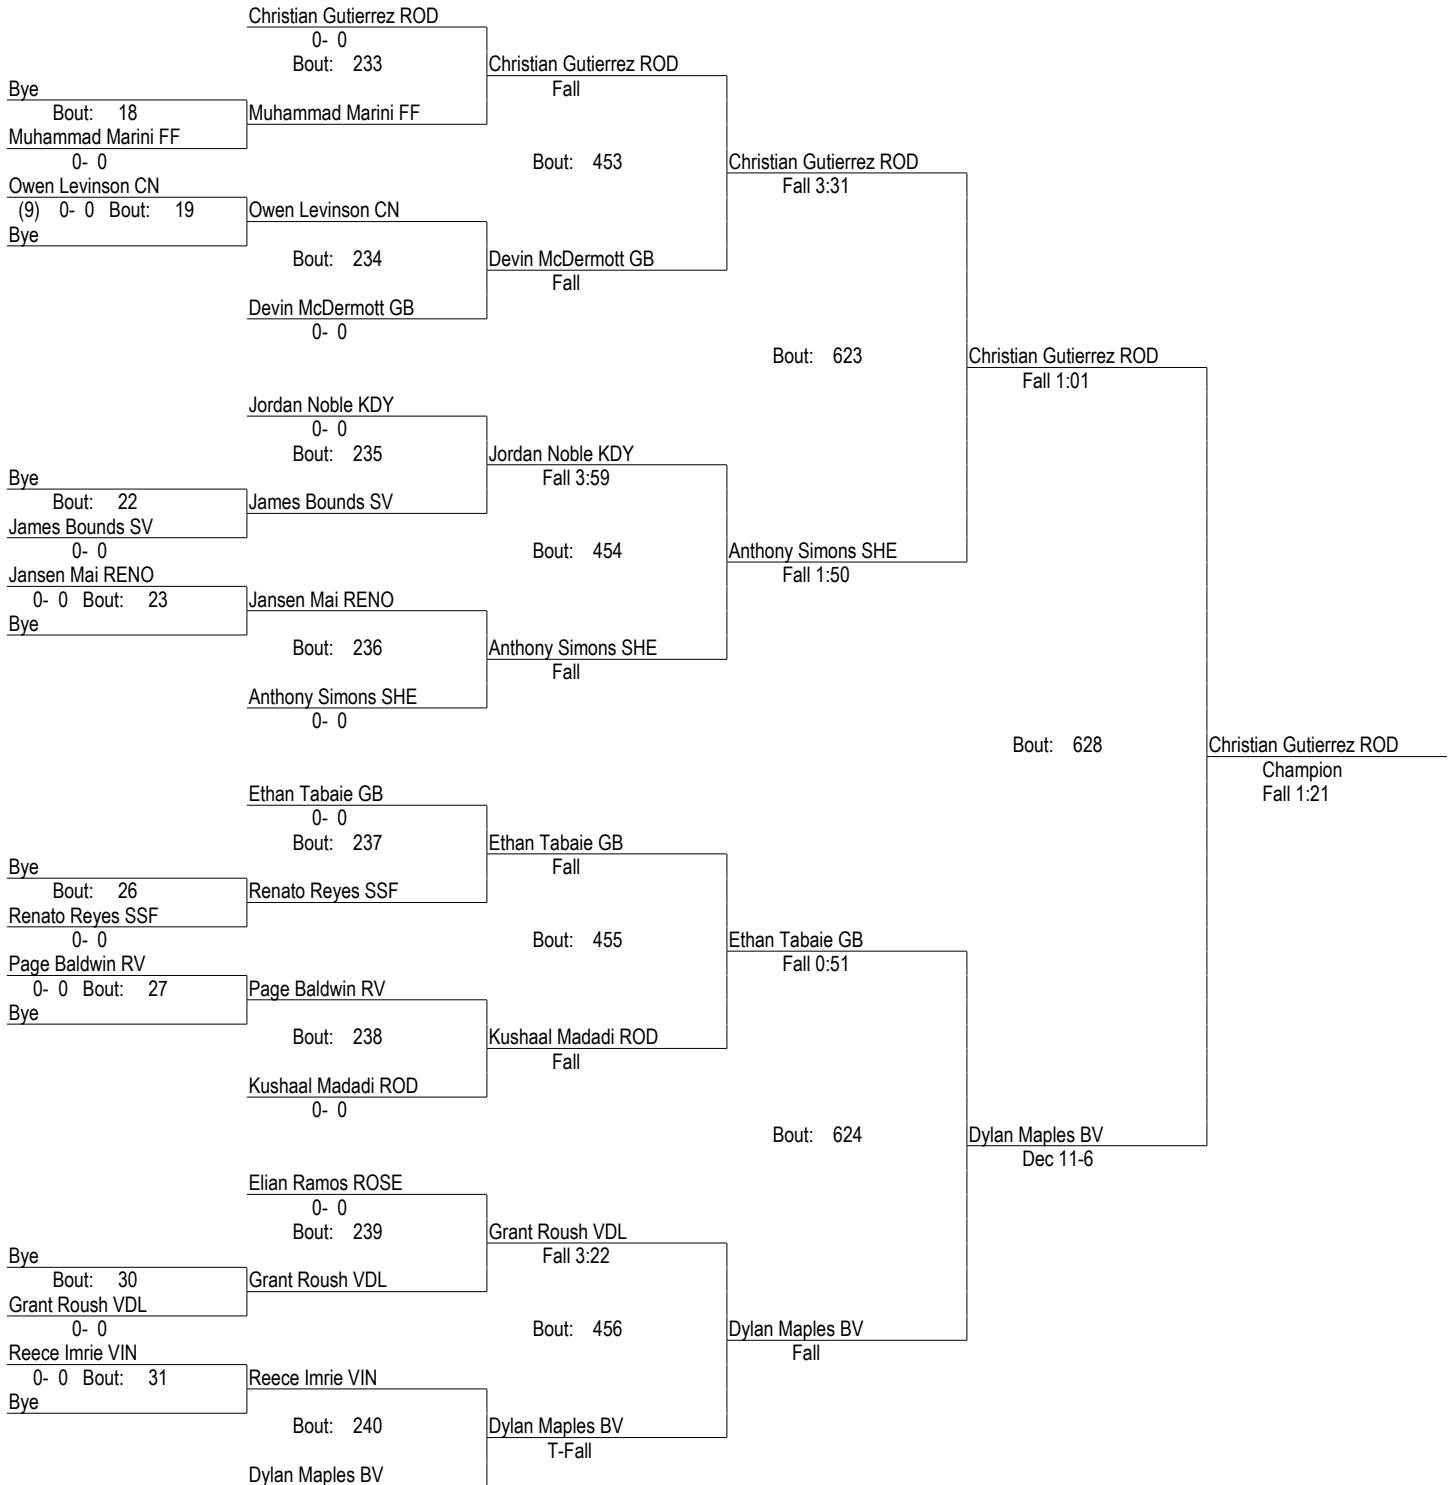 Christian Gutierrez ROD
0- 0
Bout: 233
Christian Gutierrez ROD
Bye
Fall
Bout: 18
Muhammad Marini FF
Muhammad Marini FF
0- 0
Bout: 453
Christian Gutierrez ROD
Owen Levinson CN
Fall 3:31
(9) 0- 0 Bout: 19
Owen Levinson CN
Bye
Bout: 234
Devin McDermott GB
Fall
Devin McDermott GB
0- 0
Bout: 623
Christian Gutierrez ROD
Fall 1:01
Jordan Noble KDY
0- 0
Bout: 235
Jordan Noble KDY
Bye
Fall 3:59
Bout: 22
James Bounds SV
James Bounds SV
0- 0
Bout: 454
Anthony Simons SHE
Jansen Mai RENO
Fall 1:50
0- 0 Bout: 23
Jansen Mai RENO
Bye
Bout: 236
Anthony Simons SHE
Fall
Anthony Simons SHE
0- 0
Bout: 628
Christian Gutierrez ROD
Champion
Fall 1:21
Ethan Tabaie GB
0- 0
Bout: 237
Ethan Tabaie GB
Bye
Fall
Bout: 26
Renato Reyes SSF
Renato Reyes SSF
0- 0
Bout: 455
Ethan Tabaie GB
Page Baldwin RV
Fall 0:51
0- 0 Bout: 27
Page Baldwin RV
Bye
Bout: 238
Kushaal Madadi ROD
Fall
Kushaal Madadi ROD
0- 0
Bout: 624
Dylan Maples BV
Dec 11-6
Elian Ramos ROSE
0- 0
Bout: 239
Grant Roush VDL
Bye
Fall 3:22
Bout: 30
Grant Roush VDL
Grant Roush VDL
0- 0
Bout: 456
Dylan Maples BV
Reece Imrie VIN
Fall
0- 0 Bout: 31
Reece Imrie VIN
Bye
Bout: 240
Dylan Maples BV
T-Fall
Dylan Maples BV